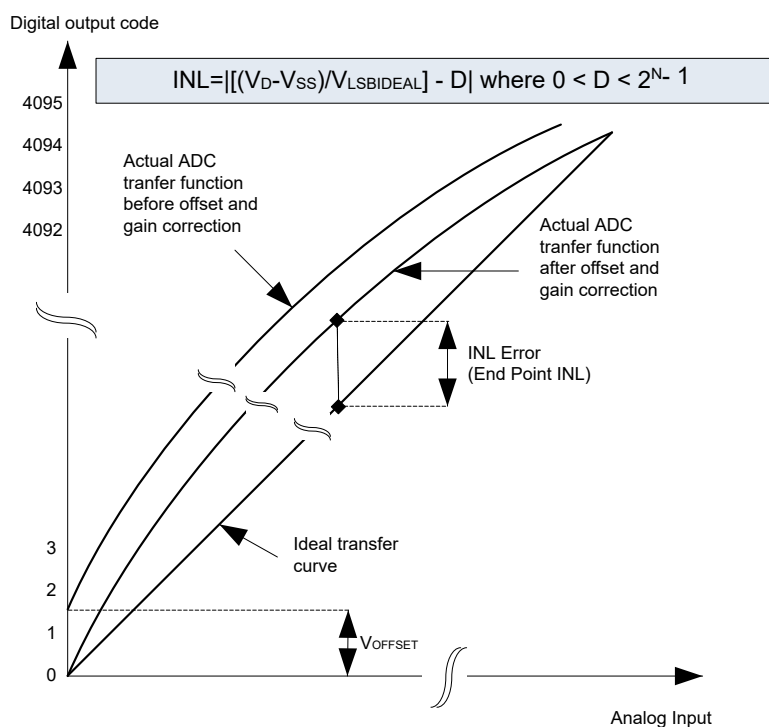 Digital output code
INL=|[(VD-VSS)/VLSBIDEAL] - D| where 0 < D < 2^N - 1
4095
4094
4093
4092
Actual ADC
tranfer function
before offset and
gain correction
Actual ADC
tranfer function
after offset and
gain correction
INL Error
(End Point INL)
Ideal transfer
curve
3
2
1
0
VOFFSET
Analog Input